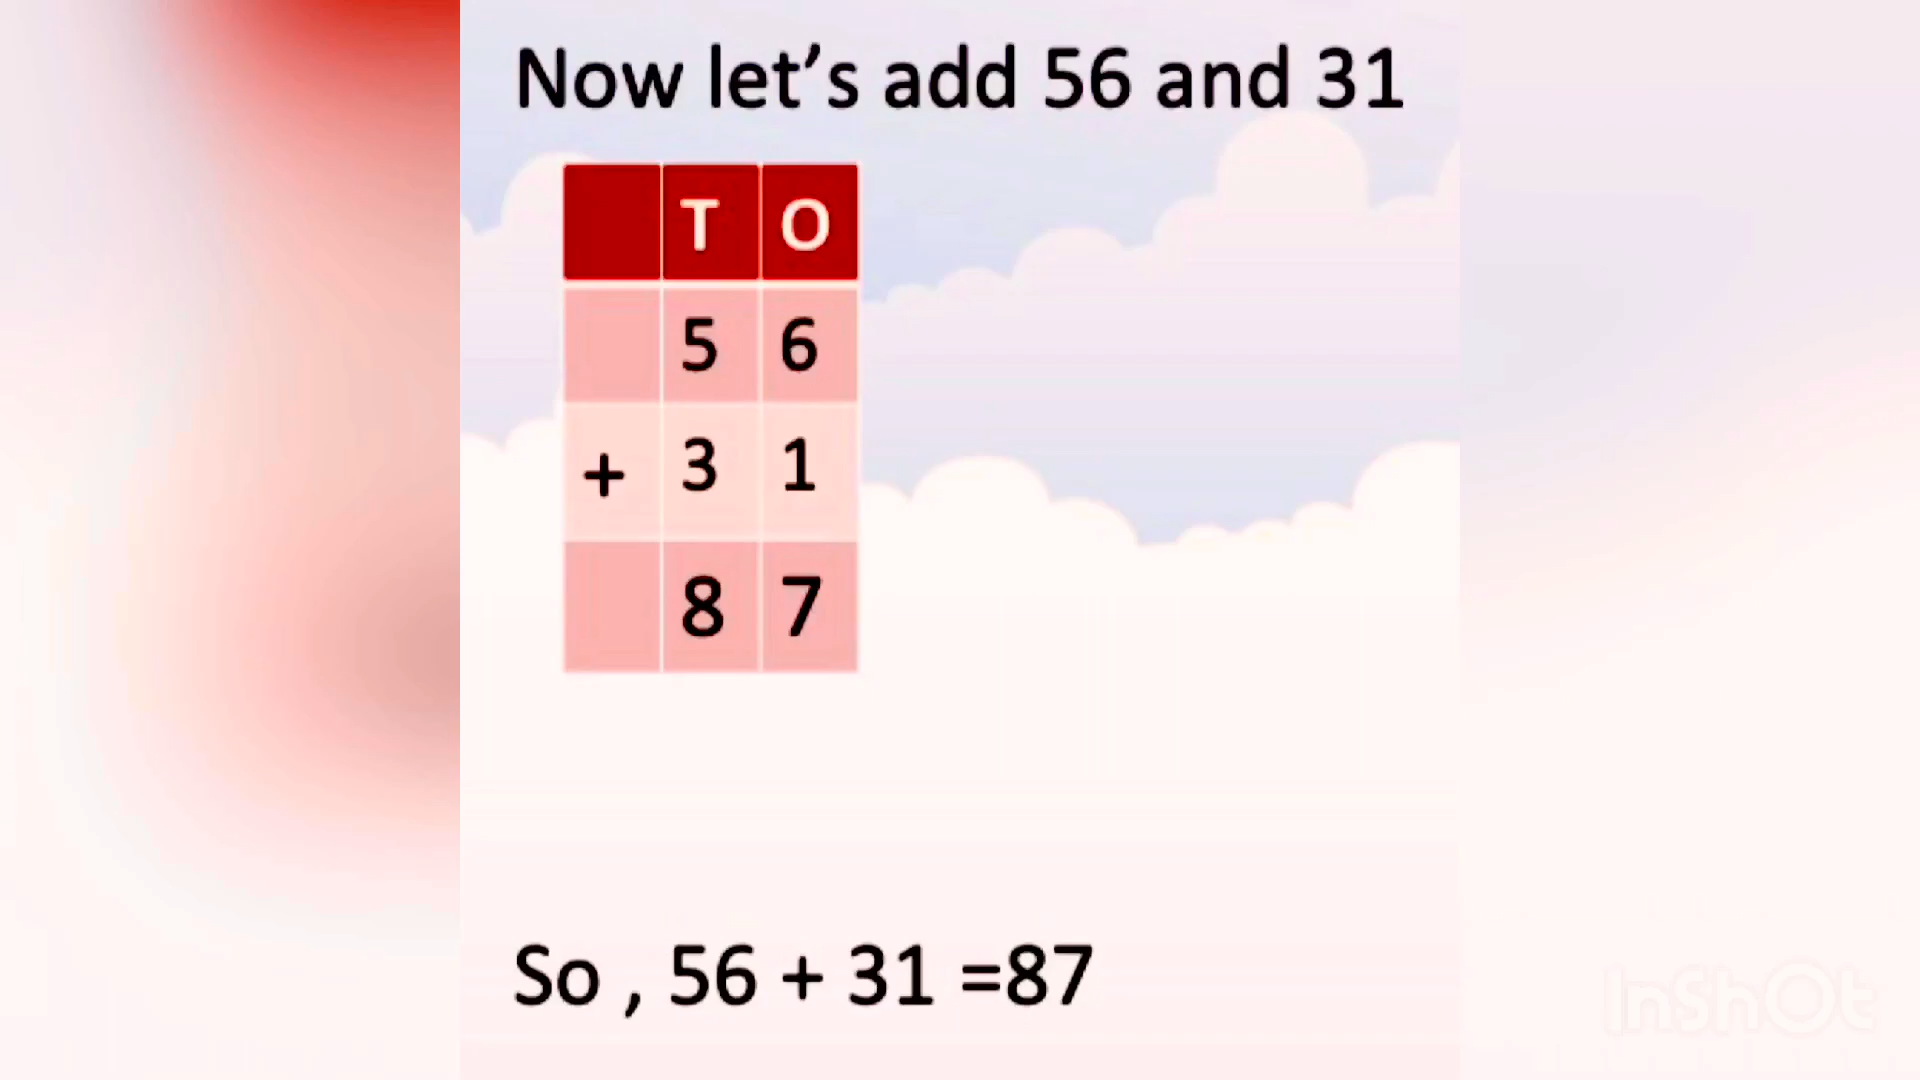 Now let's add 56 and 31
T O
5 6
+ 3 1
8 7
So , 56 + 31 =87
InShOt